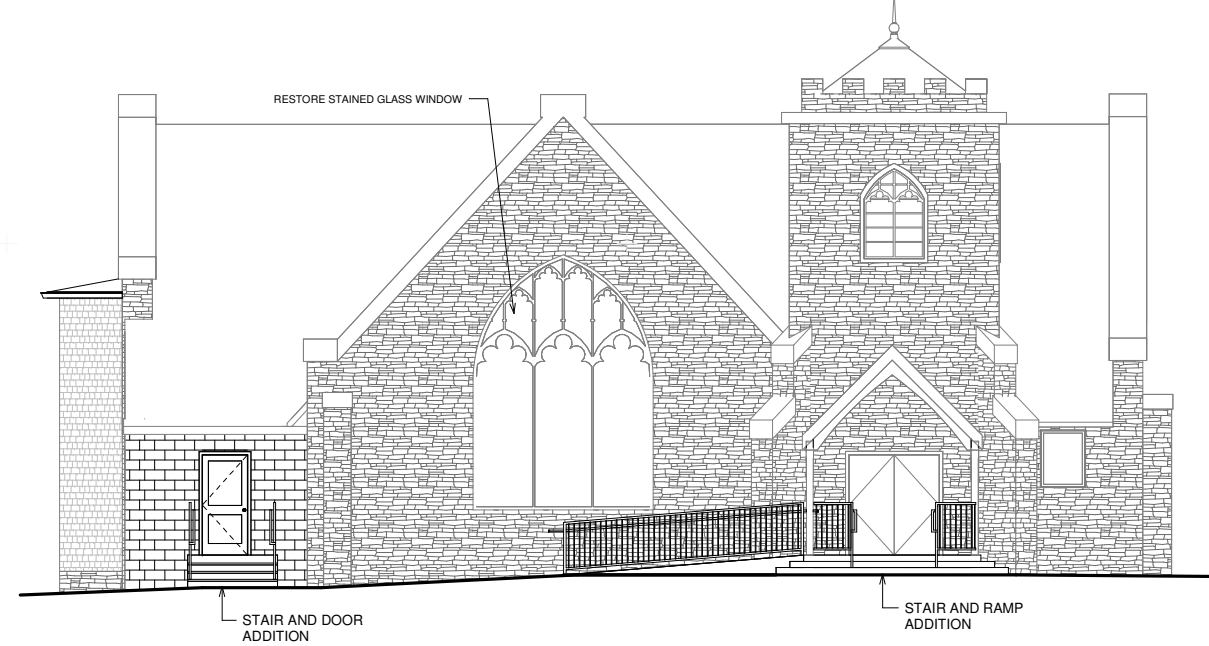 RESTORE STAINED GLASS WINDOW
STAIR AND DOOR
ADDITION
STAIR AND RAMP
ADDITION